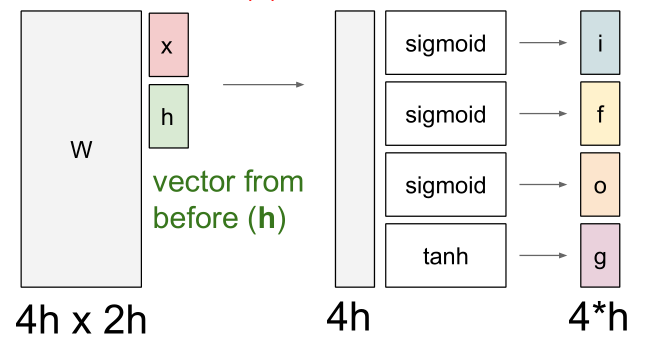 x
h
W
vector from
before (h)
4h x 2h
sigmoid
i
sigmoid
f
sigmoid
o
tanh
g
4h
4*h